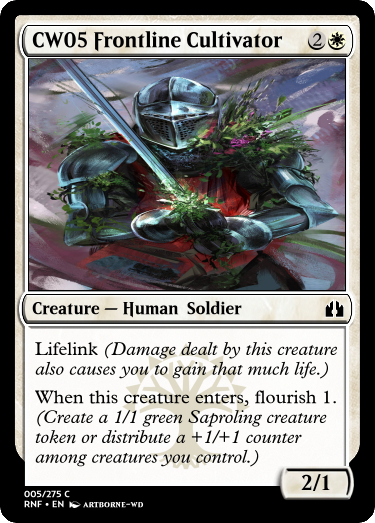 CW05 Frontline Cultivator 2
Creature — Human Soldier
Lifelink (Damage dealt by this creature
also causes you to gain that much life.)
When this creature enters, flourish 1.
(Create a 1/1 green Saproling creature
token or distribute a +1/+1 counter
among creatures you control.)
2/1
005/275 C
RNF • EN ARTBORNE-WD